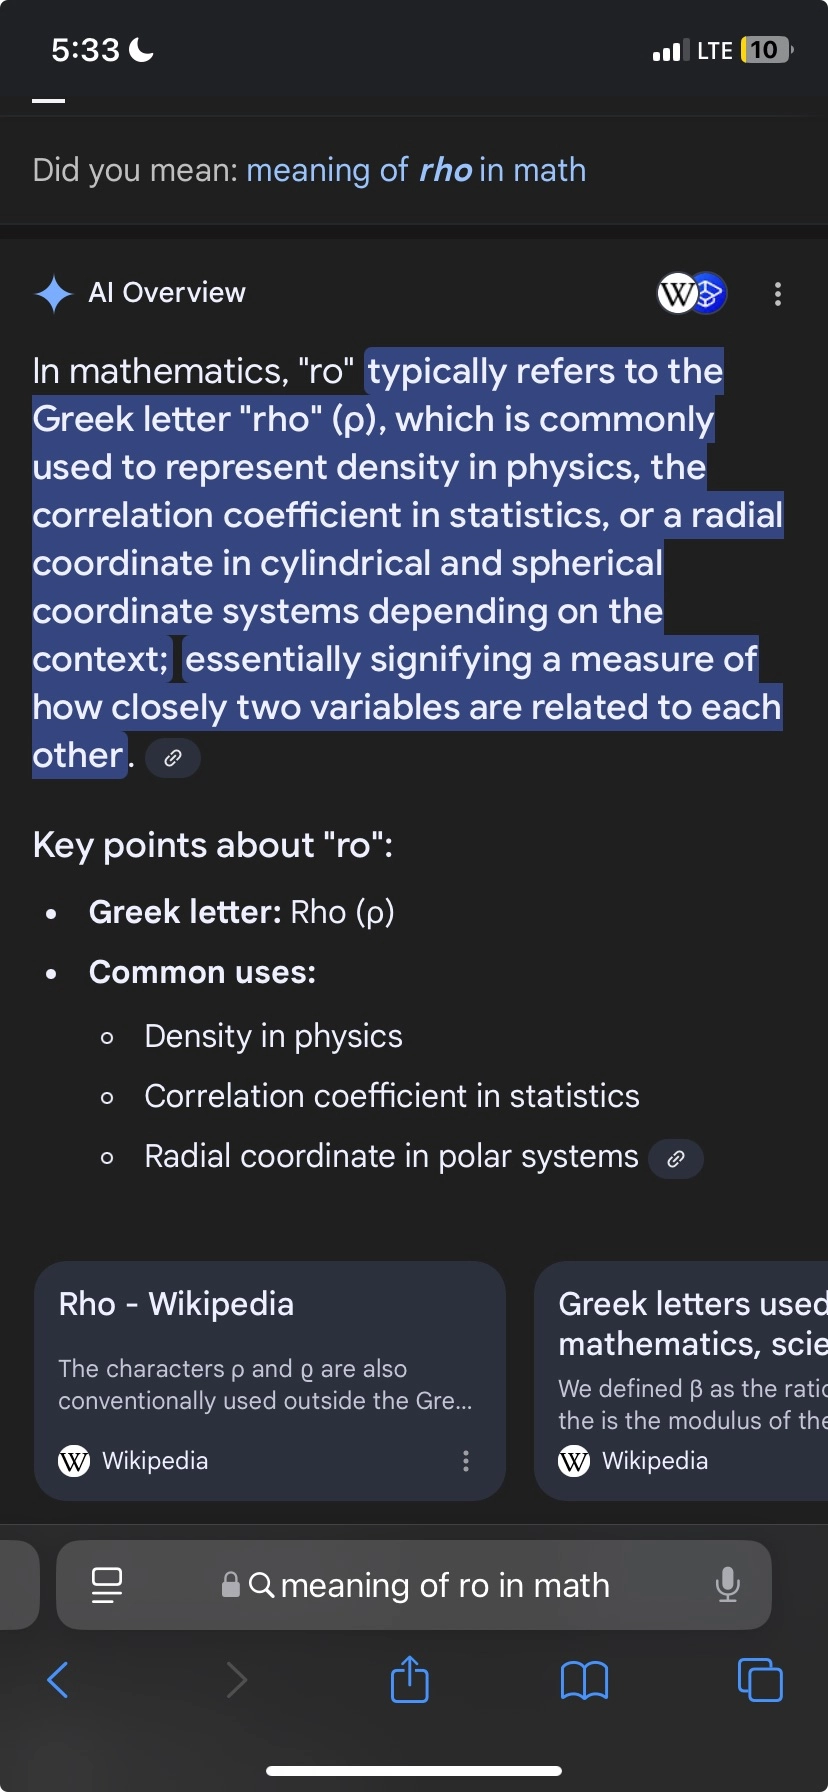 5:33
LTE 10
Did you mean: meaning of rho in math
AI Overview
In mathematics, "ro" typically refers to the
Greek letter "rho" (ρ), which is commonly
used to represent density in physics, the
correlation coefficient in statistics, or a radial
coordinate in cylindrical and spherical
coordinate systems depending on the
context; essentially signifying a measure of
how closely two variables are related to each
other.
Key points about "ro":
• Greek letter: Rho (ρ)
• Common uses:
◦ Density in physics
◦ Correlation coefficient in statistics
◦ Radial coordinate in polar systems
Rho - Wikipedia
The characters ρ and ϱ are also
conventionally used outside the Gre...
W Wikipedia
Greek letters used
mathematics, scie
We defined β as the ratio
the is the modulus of the
W Wikipedia
meaning of ro in math